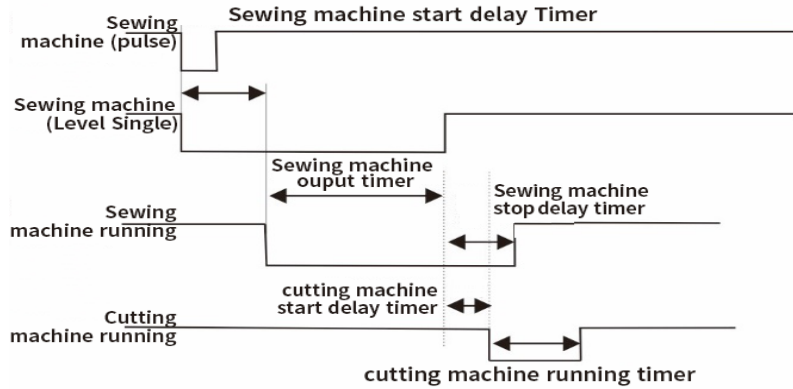 Sewing machine start delay Timer
Sewing
machine (pulse)
Sewing machine
(Level Single)
Sewing machine
ouput timer
Sewing machine
stop delay timer
Sewing
machine running
cutting machine
start delay timer
Cutting
machine running
cutting machine running timer